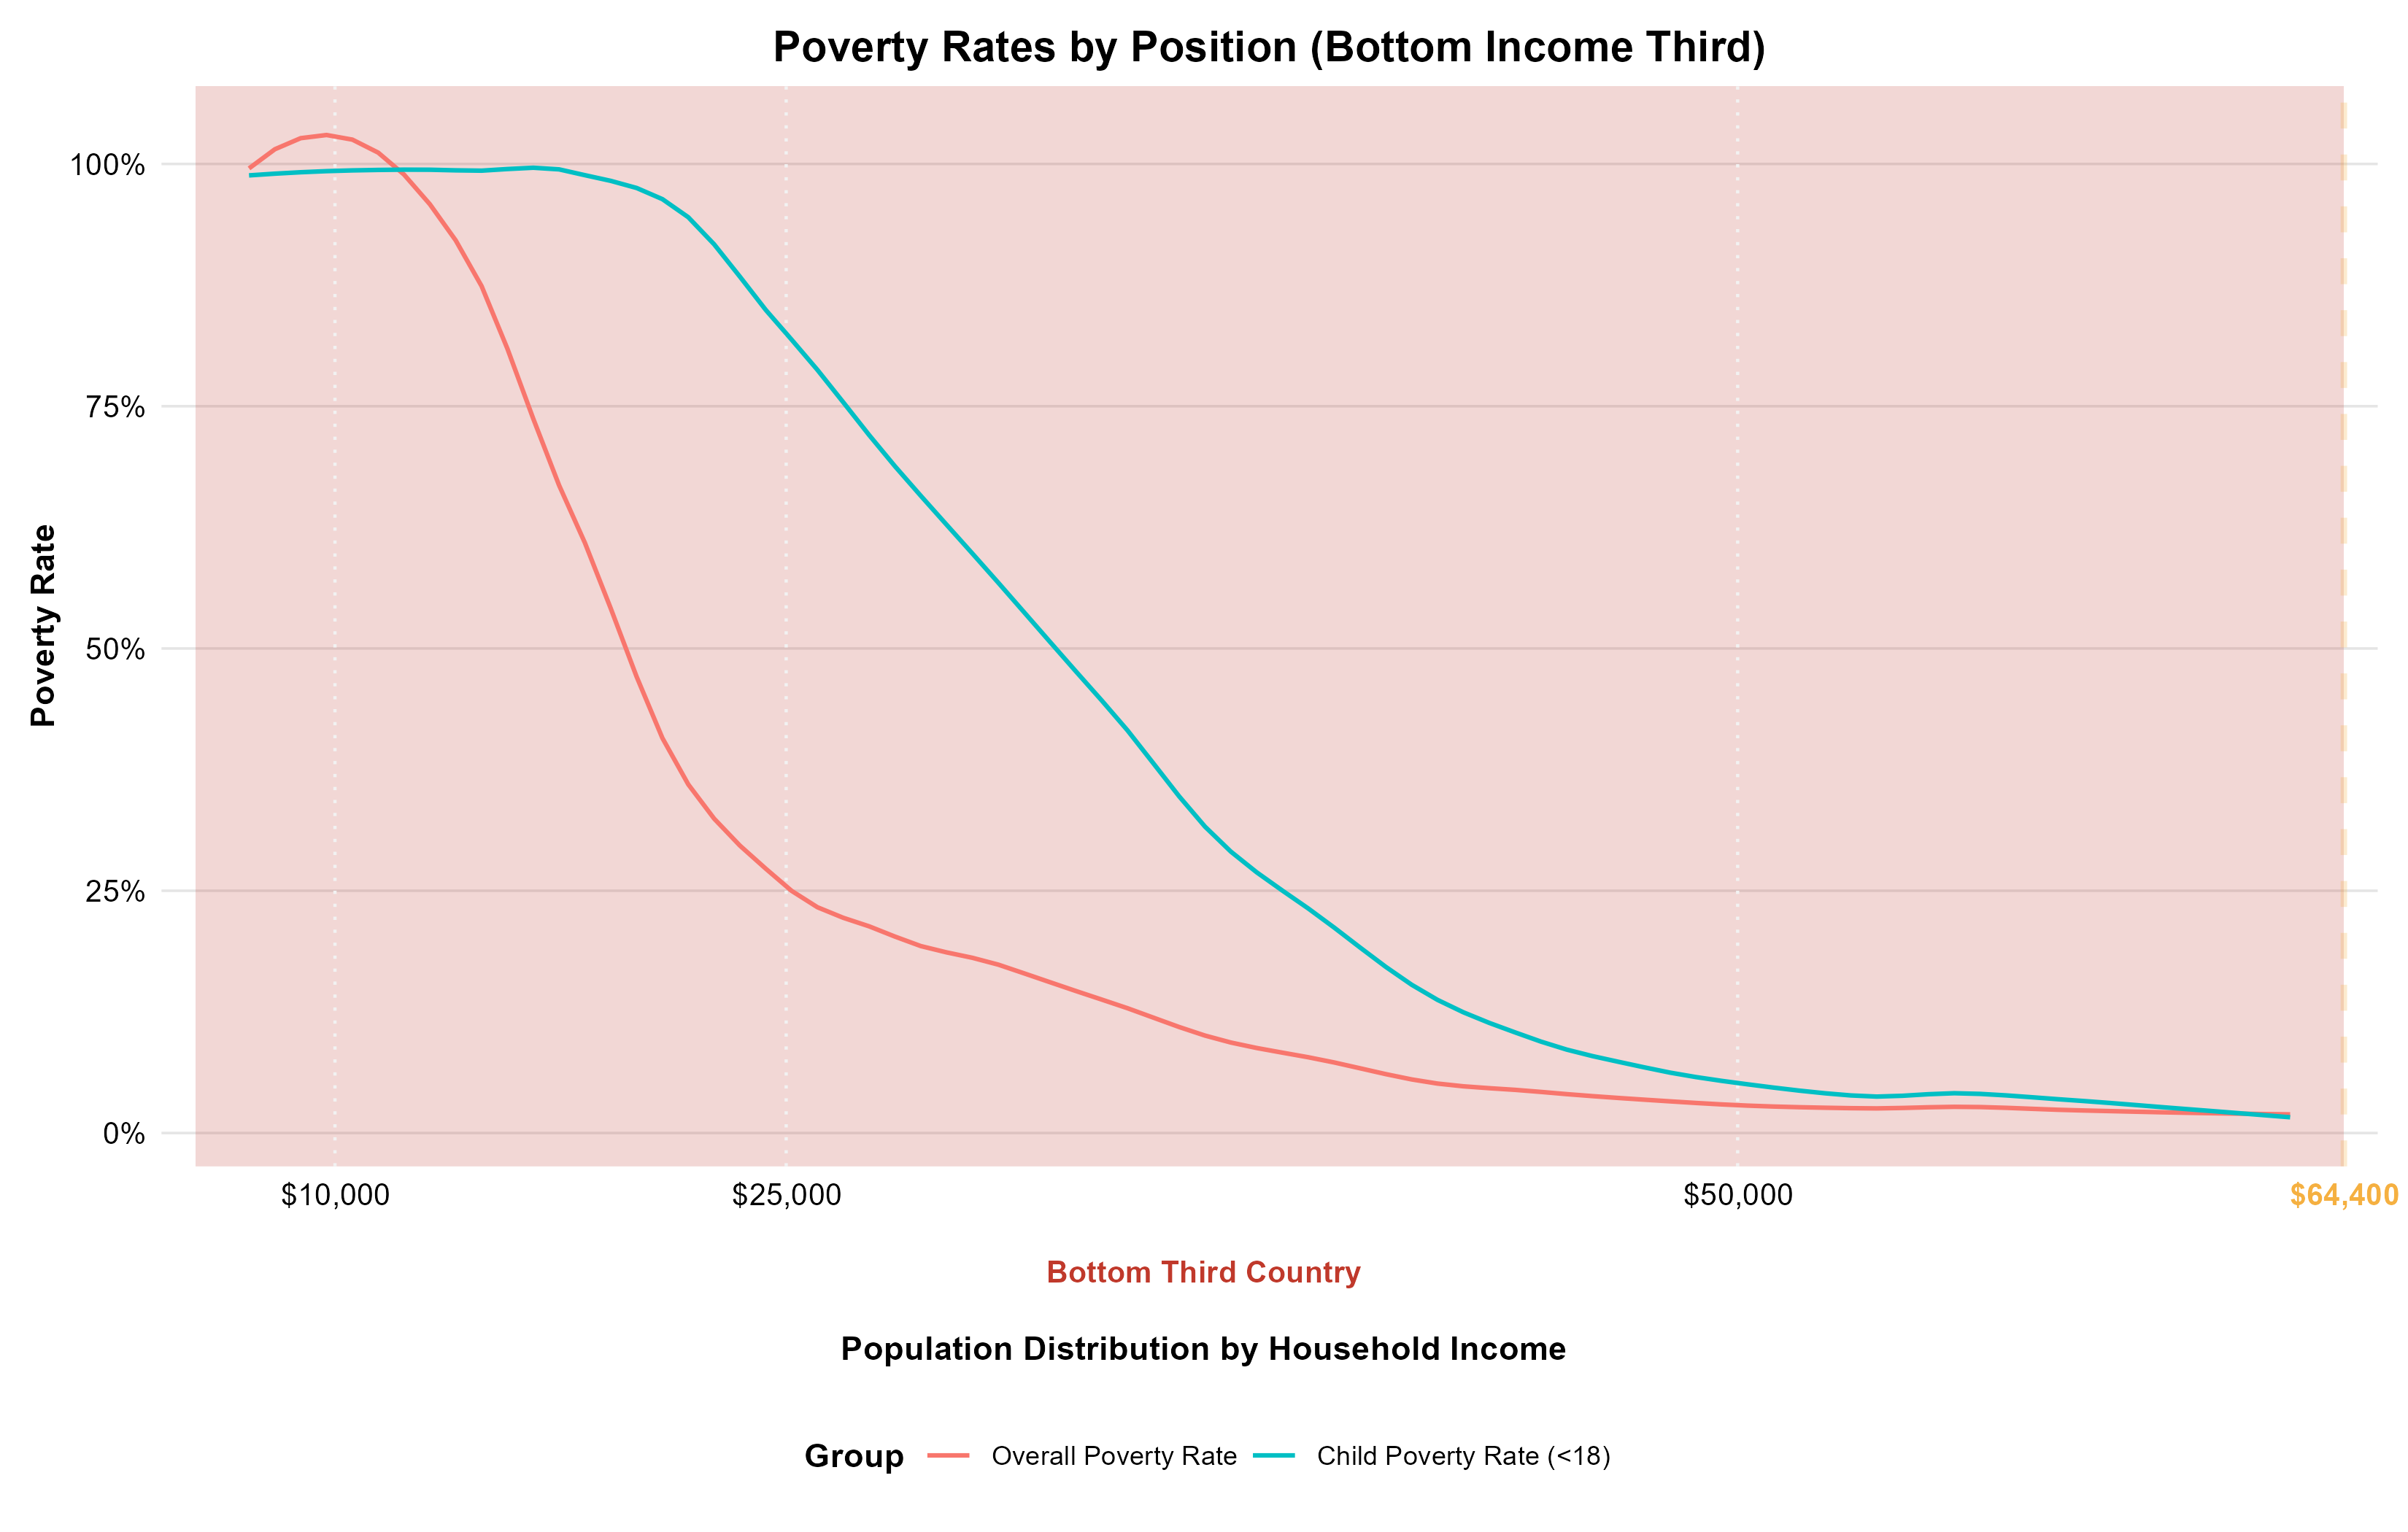 Poverty Rates by Position (Bottom Income Third)
Poverty Rate
100%
75%
50%
25%
0%
$10,000 $25,000 $50,000 $64,400
Bottom Third Country
Population Distribution by Household Income
Group Overall Poverty Rate Child Poverty Rate (<18)